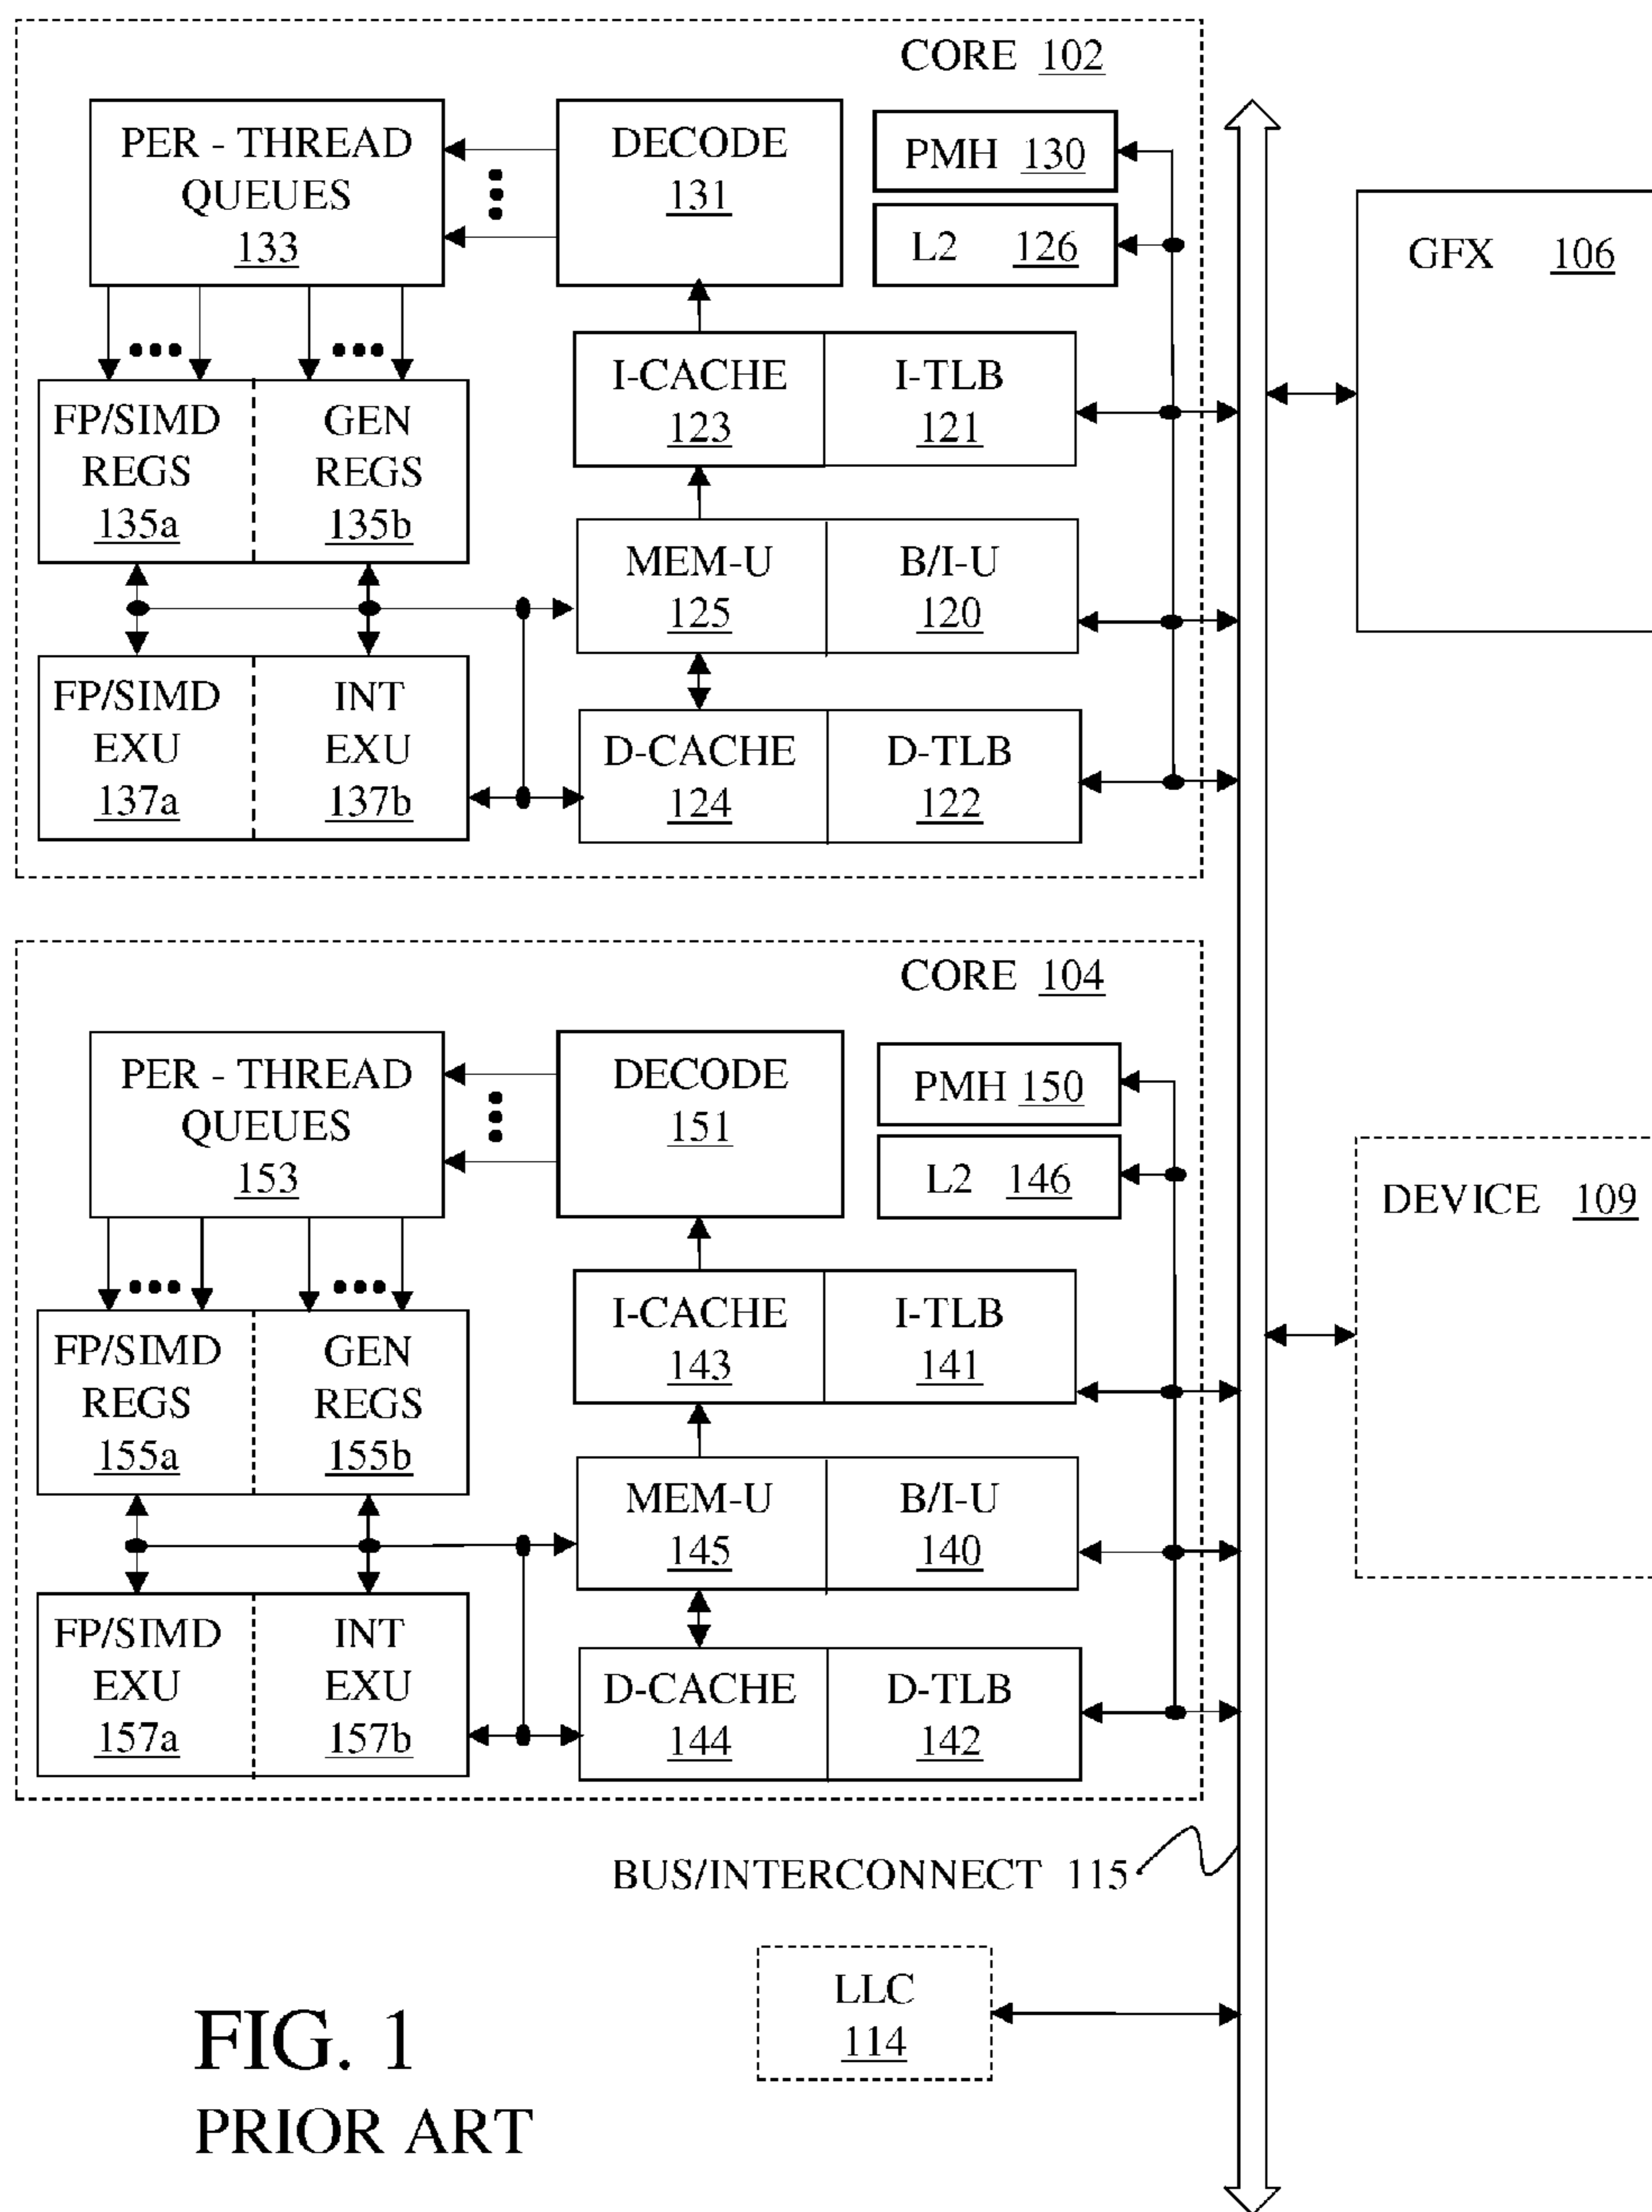 CORE 102
PER - THREAD
QUEUES
133
DECODE
131
PMH 130
L2 126
GFX 106
I-CACHE
123
I-TLB
121
FP/SIMD
REGS
135a
GEN
REGS
135b
MEM-U
125
B/I-U
120
FP/SIMD
EXU
137a
INT
EXU
137b
D-CACHE
124
D-TLB
122
CORE 104
PER - THREAD
QUEUES
153
DECODE
151
PMH 150
L2 146
DEVICE 109
I-CACHE
143
I-TLB
141
FP/SIMD
REGS
155a
GEN
REGS
155b
MEM-U
145
B/I-U
140
FP/SIMD
EXU
157a
INT
EXU
157b
D-CACHE
144
D-TLB
142
BUS/INTERCONNECT 115
LLC
114
FIG. 1
PRIOR ART